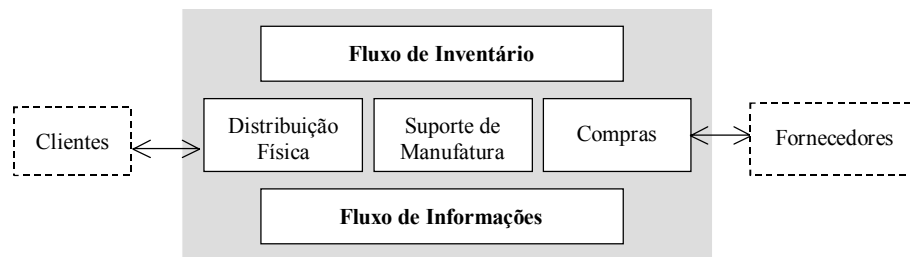 Fluxo de Inventário
Clientes
Distribuição
Física
Suporte de
Manufatura
Compras
Fornecedores
Fluxo de Informações